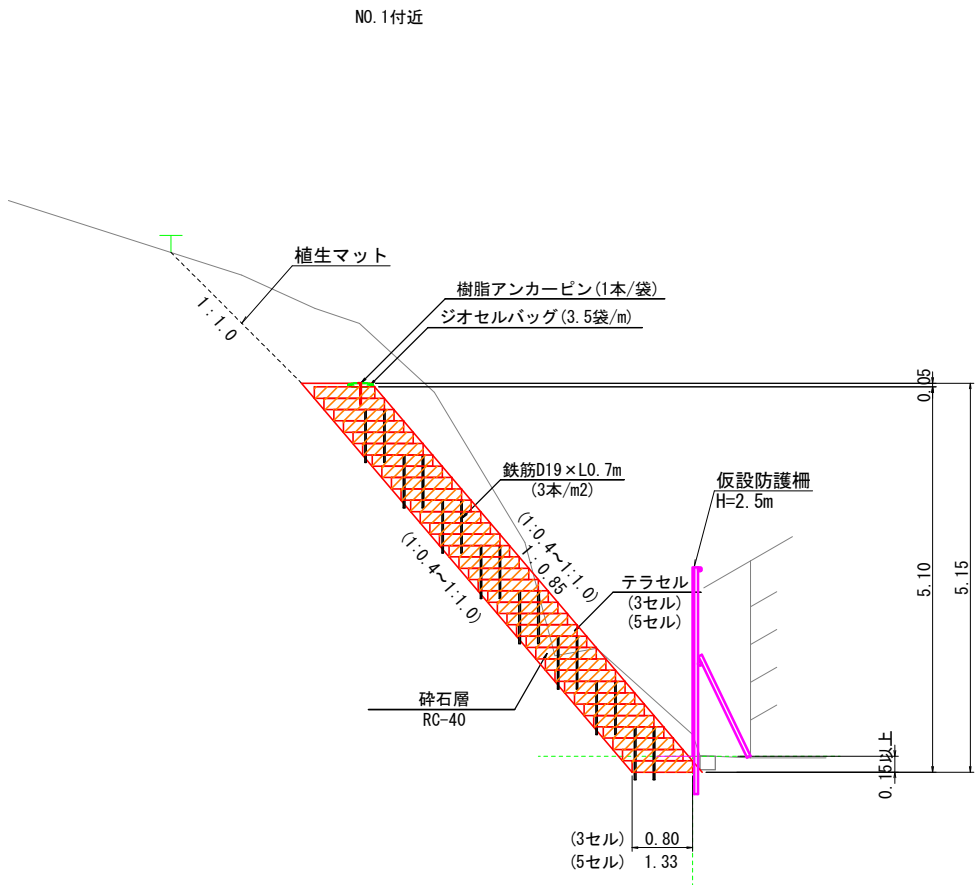 NO.1付近
植生マット
樹脂アンカーピン(1本/袋)
ジオセルバッグ(3.5袋/m)
1:1.0
0.05
鉄筋D19×L0.7m
(3本/m2)
仮設防護柵
H=2.5m
(1:0.4～1:1.0)
1:0.85
(1:0.4～1:1.0)
テラセル
(3セル)
(5セル)
5.10
5.15
砕石層
RC-40
0.15以上
(3セル) 0.80
(5セル) 1.33